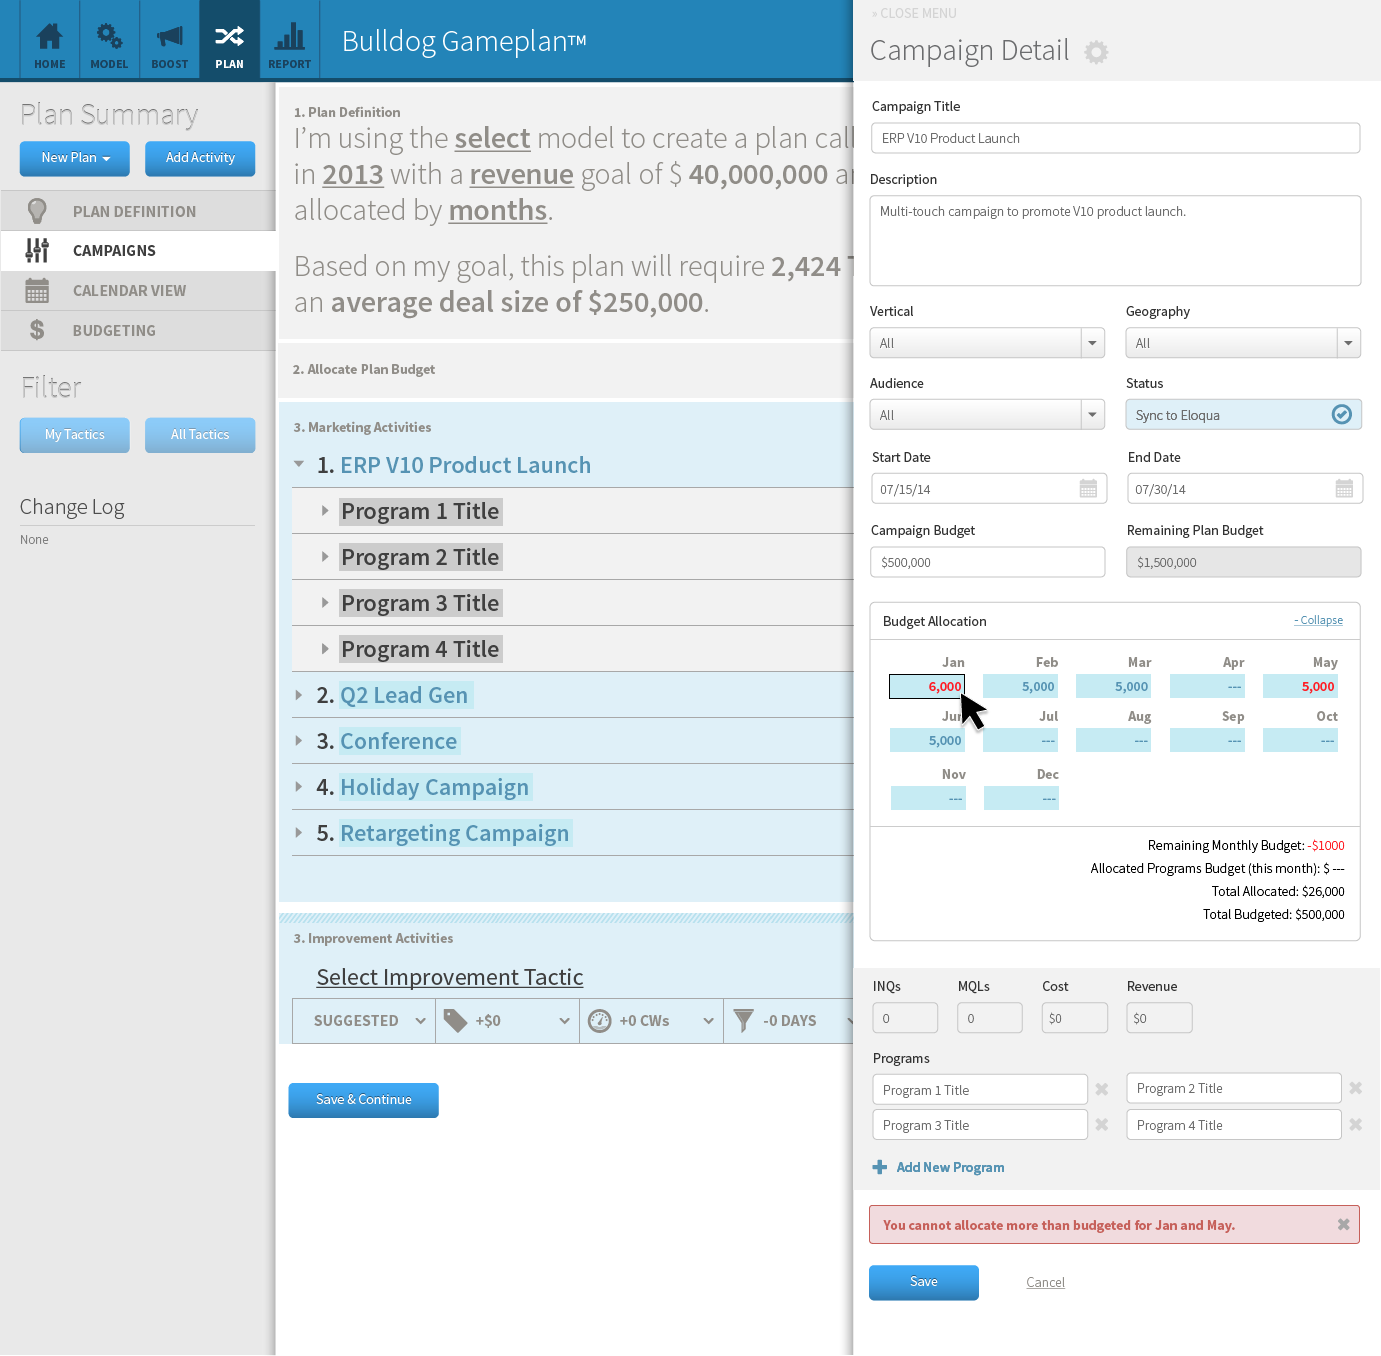 HOME
MODEL
BOOST
PLAN
REPORT
Bulldog Gameplan™
Plan Summary
New Plan
Add Activity
PLAN DEFINITION
CAMPAIGNS
CALENDAR VIEW
BUDGETING
Filter
My Tactics
All Tactics
Change Log
None
1. Plan Definition
I'm using the select model to create a plan call
in 2013 with a revenue goal of $ 40,000,000 a
allocated by months.
Based on my goal, this plan will require 2,424
an average deal size of $250,000.
2. Allocate Plan Budget
3. Marketing Activities
1. ERP V10 Product Launch
Program 1 Title
Program 2 Title
Program 3 Title
Program 4 Title
2. Q2 Lead Gen
3. Conference
4. Holiday Campaign
5. Retargeting Campaign
3. Improvement Activities
Select Improvement Tactic
SUGGESTED
+$0
+0 CWs
-0 DAYS
Save & Continue
» CLOSE MENU
Campaign Detail
Campaign Title
ERP V10 Product Launch
Description
Multi-touch campaign to promote V10 product launch.
Vertical Geography
All All
Audience Status
All Sync to Eloqua
Start Date End Date
07/15/14 07/30/14
Campaign Budget Remaining Plan Budget
$500,000 $1,500,000
Budget Allocation - Collapse
Jan Feb Mar Apr May
6,000 5,000 5,000 --- 5,000
Jun Jul Aug Sep Oct
5,000 --- --- --- ---
Nov Dec
--- ---
Remaining Monthly Budget: -$1000
Allocated Programs Budget (this month): $ ---
Total Allocated: $26,000
Total Budgeted: $500,000
INQs MQLs Cost Revenue
0 0 $0 $0
Programs
Program 1 Title Program 2 Title
Program 3 Title Program 4 Title
Add New Program
You cannot allocate more than budgeted for Jan and May.
Save Cancel